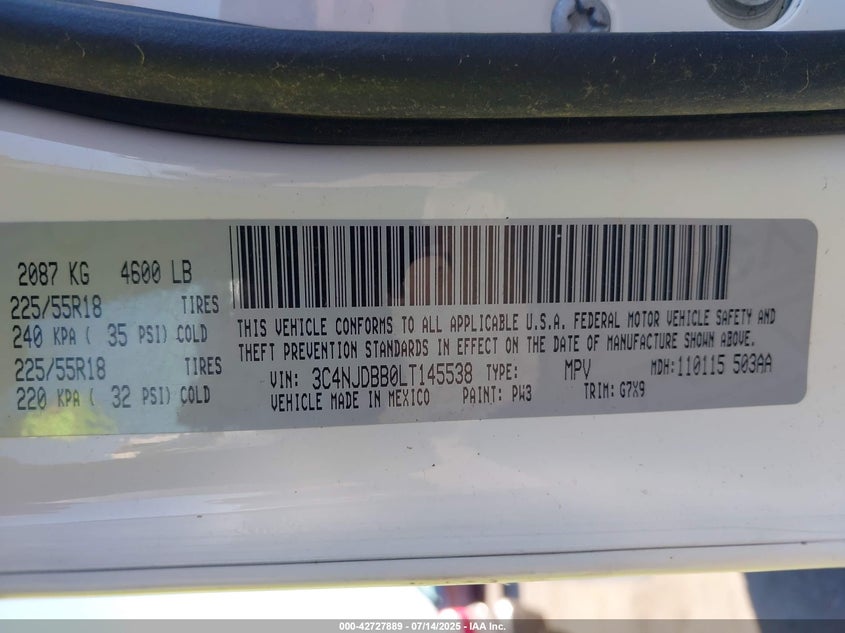 2087 KG 4600 LB
225/55R18 TIRES
240 KPA ( 35 PSI) COLD
225/55R18 TIRES
220 KPA ( 32 PSI) COLD
THIS VEHICLE CONFORMS TO ALL APPLICABLE U.S.A. FEDERAL MOTOR VEHICLE SAFETY AND
THEFT PREVENTION STANDARDS IN EFFECT ON THE DATE OF MANUFACTURE SHOWN ABOVE.
VIN: 3C4NJDBB0LT145538 TYPE: MPV MDH:110115 503AA
VEHICLE MADE IN MEXICO PAINT: PW3 TRIM: G7X9
000-42727889 - 07/14/2025 - IAA Inc.